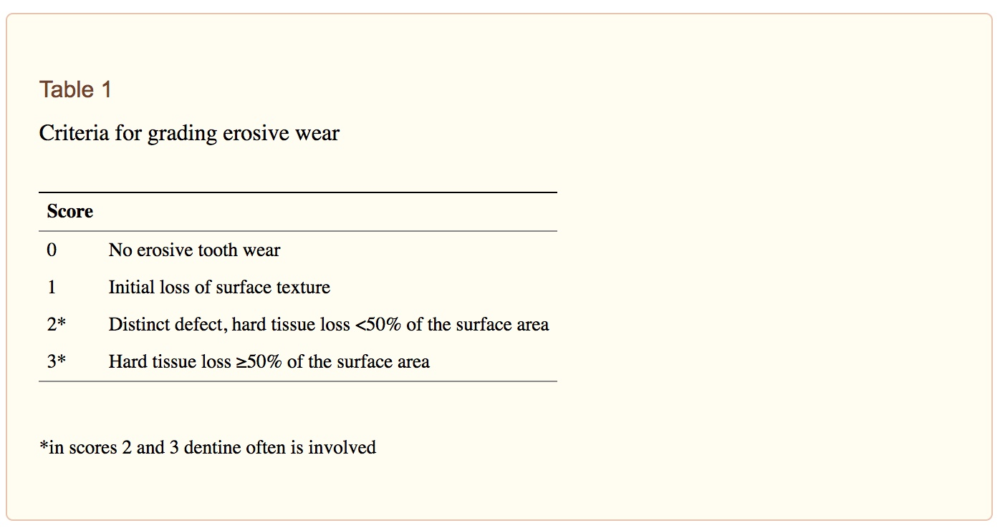 Table 1
Criteria for grading erosive wear
Score
0 No erosive tooth wear
1 Initial loss of surface texture
2* Distinct defect, hard tissue loss <50% of the surface area
3* Hard tissue loss ≥50% of the surface area
*in scores 2 and 3 dentine often is involved